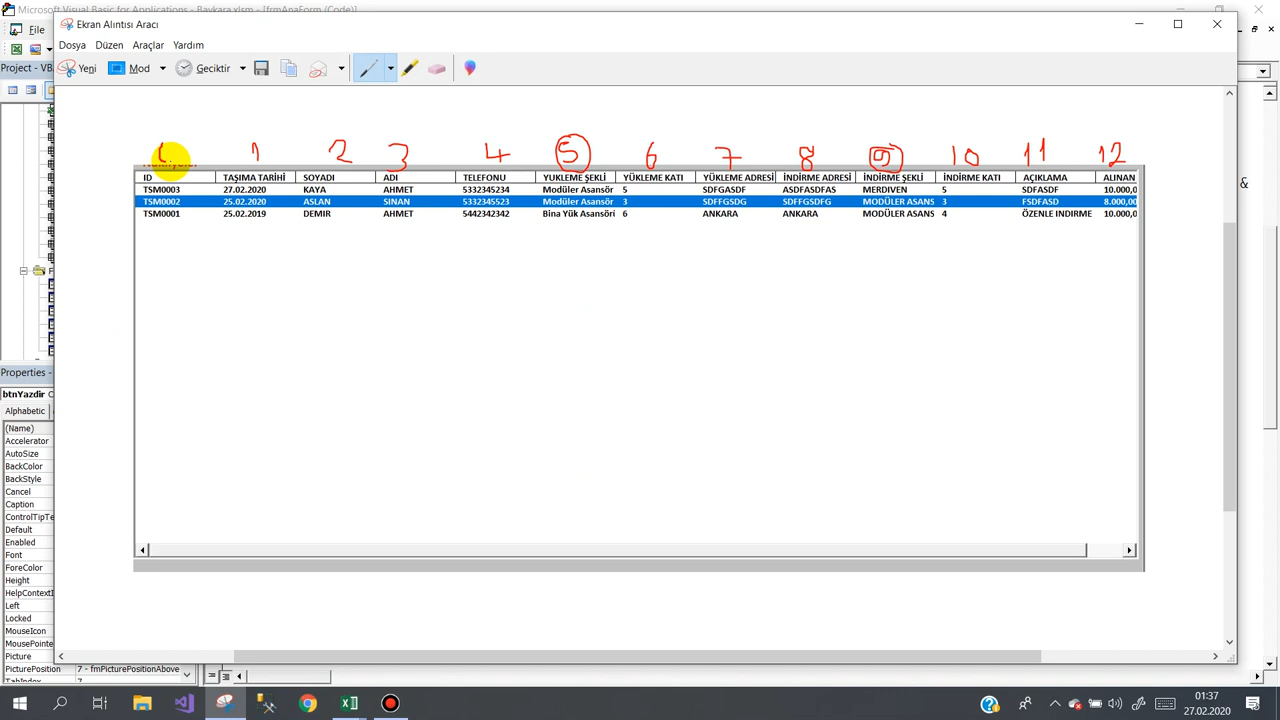 Microsoft Visual Basic for Applications - Baykara.xlsm - [frmAnaForm (Code)]
File
Project - VB
Ekran Alıntısı Aracı
Dosya Düzen Araçlar Yardım
Yeni Mod Geciktir
1 2 3 4 5 6 7 8 9 10 11 12
ID TAŞIMA TARİHİ SOYADI ADI TELEFONU YÜKLEME ŞEKLİ YÜKLEME KATI YÜKLEME ADRESİ İNDİRME ADRESİ İNDİRME ŞEKLİ İNDİRME KATI AÇIKLAMA ALINAN
TSM0003 27.02.2020 KAYA AHMET 5332345234 Modüler Asansör 5 SDFGASDF ASDFASDFAS MERDIVEN 5 SDFASDF 10.000,0
TSM0002 25.02.2020 ASLAN SINAN 5332345523 Modüler Asansör 3 SDFFGSDG SDFFGSDFG MODÜLER ASANS 3 FSDFASD 8.000,00
TSM0001 25.02.2019 DEMIR AHMET 5442342342 Bina Yük Asansöri 6 ANKARA ANKARA MODÜLER ASANS 4 ÖZENLE INDIRME 10.000,0
&
F
Properties -
btnYazdir C
Alphabetic
(Name)
Accelerator
AutoSize
BackColor
BackStyle
Cancel
Caption
ControlTipTe
Default
Enabled
Font
ForeColor
Height
HelpContextI
Left
Locked
MouseIcon
MousePointe
Picture
PicturePosition 7 - fmPicturePositionAbove
TabIndex 7
01:37
27.02.2020